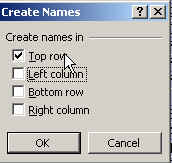 Create Names
Create names in
Top row
Left column
Bottom row
Right column
OK Cancel